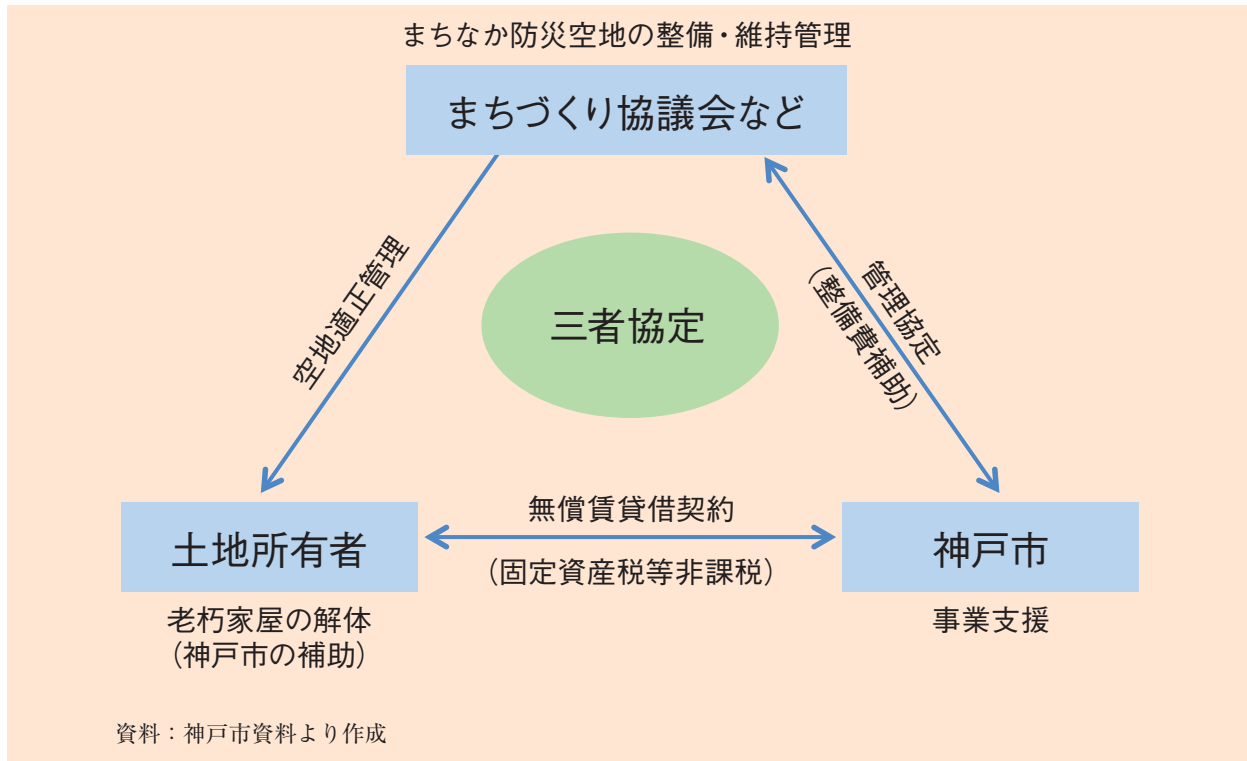 まちなか防災空地の整備・維持管理
まちづくり協議会など
空地適正管理
三者協定
管理協定
（整備費補助）
土地所有者
無償賃貸借契約
（固定資産税等非課税）
神戸市
老朽家屋の解体
（神戸市の補助）
事業支援
資料：神戸市資料より作成